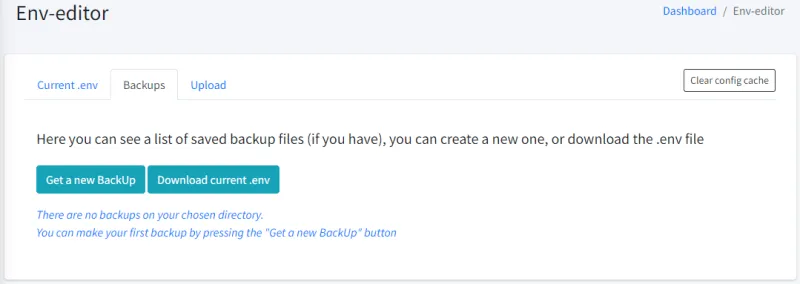 Env-editor
Dashboard / Env-editor
Current .env
Backups
Upload
Clear config cache
Here you can see a list of saved backup files (if you have), you can create a new one, or download the .env file
Get a new BackUp
Download current .env
There are no backups on your chosen directory.
You can make your first backup by pressing the "Get a new BackUp" button